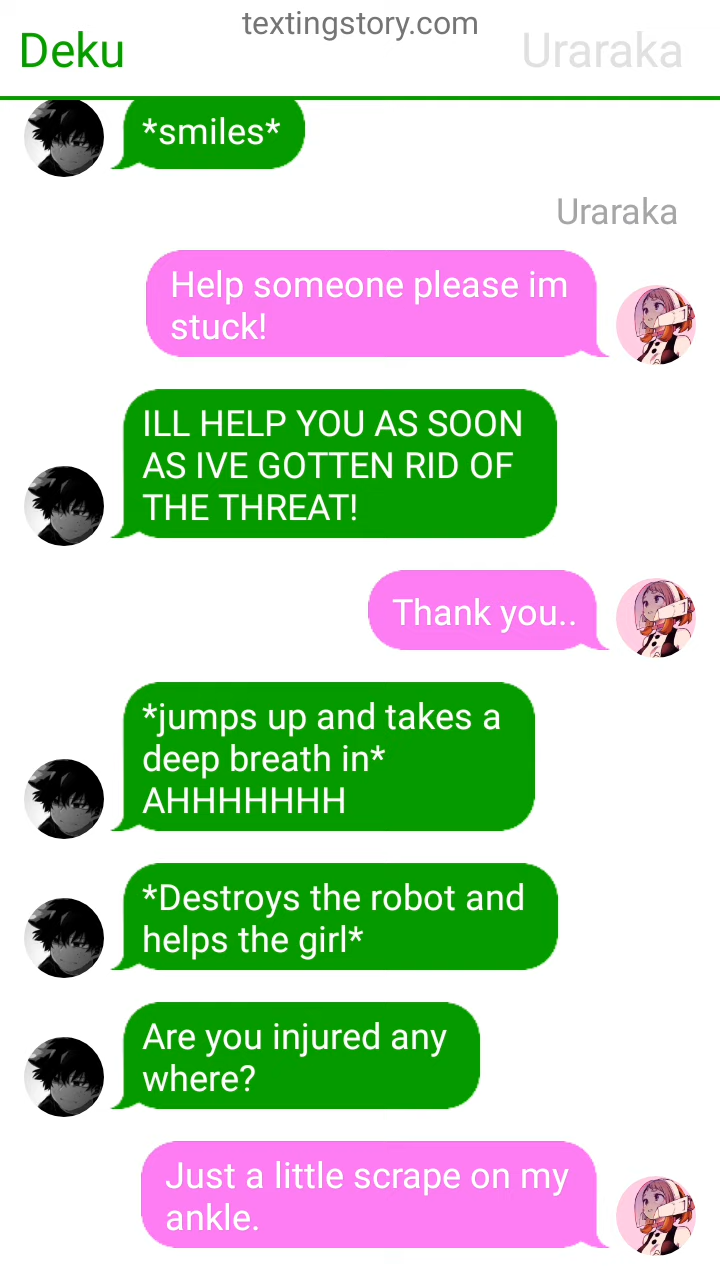 textingstory.com
Deku
Uraraka
*smiles*
Uraraka
Help someone please im
stuck!
ILL HELP YOU AS SOON
AS IVE GOTTEN RID OF
THE THREAT!
Thank you..
*jumps up and takes a
deep breath in*
AHHHHHHH
*Destroys the robot and
helps the girl*
Are you injured any
where?
Just a little scrape on my
ankle.